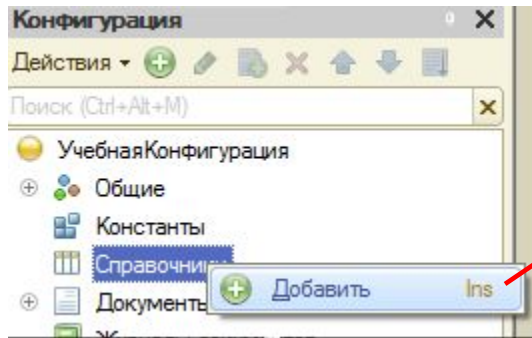 Конфигурация
Действия
Поиск (Ctrl+Alt+M)
УчебнаяКонфигурация
Общие
Константы
Справочники
Добавить Ins
Документы